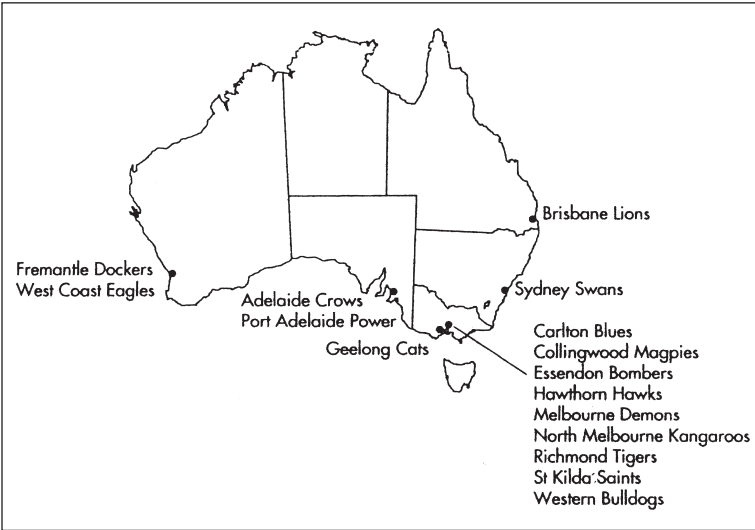 Brisbane Lions
Fremantle Dockers
West Coast Eagles
Adelaide Crows
Port Adelaide Power
Sydney Swans
Geelong Cats
Carlton Blues
Collingwood Magpies
Essendon Bombers
Hawthorn Hawks
Melbourne Demons
North Melbourne Kangaroos
Richmond Tigers
St Kilda Saints
Western Bulldogs